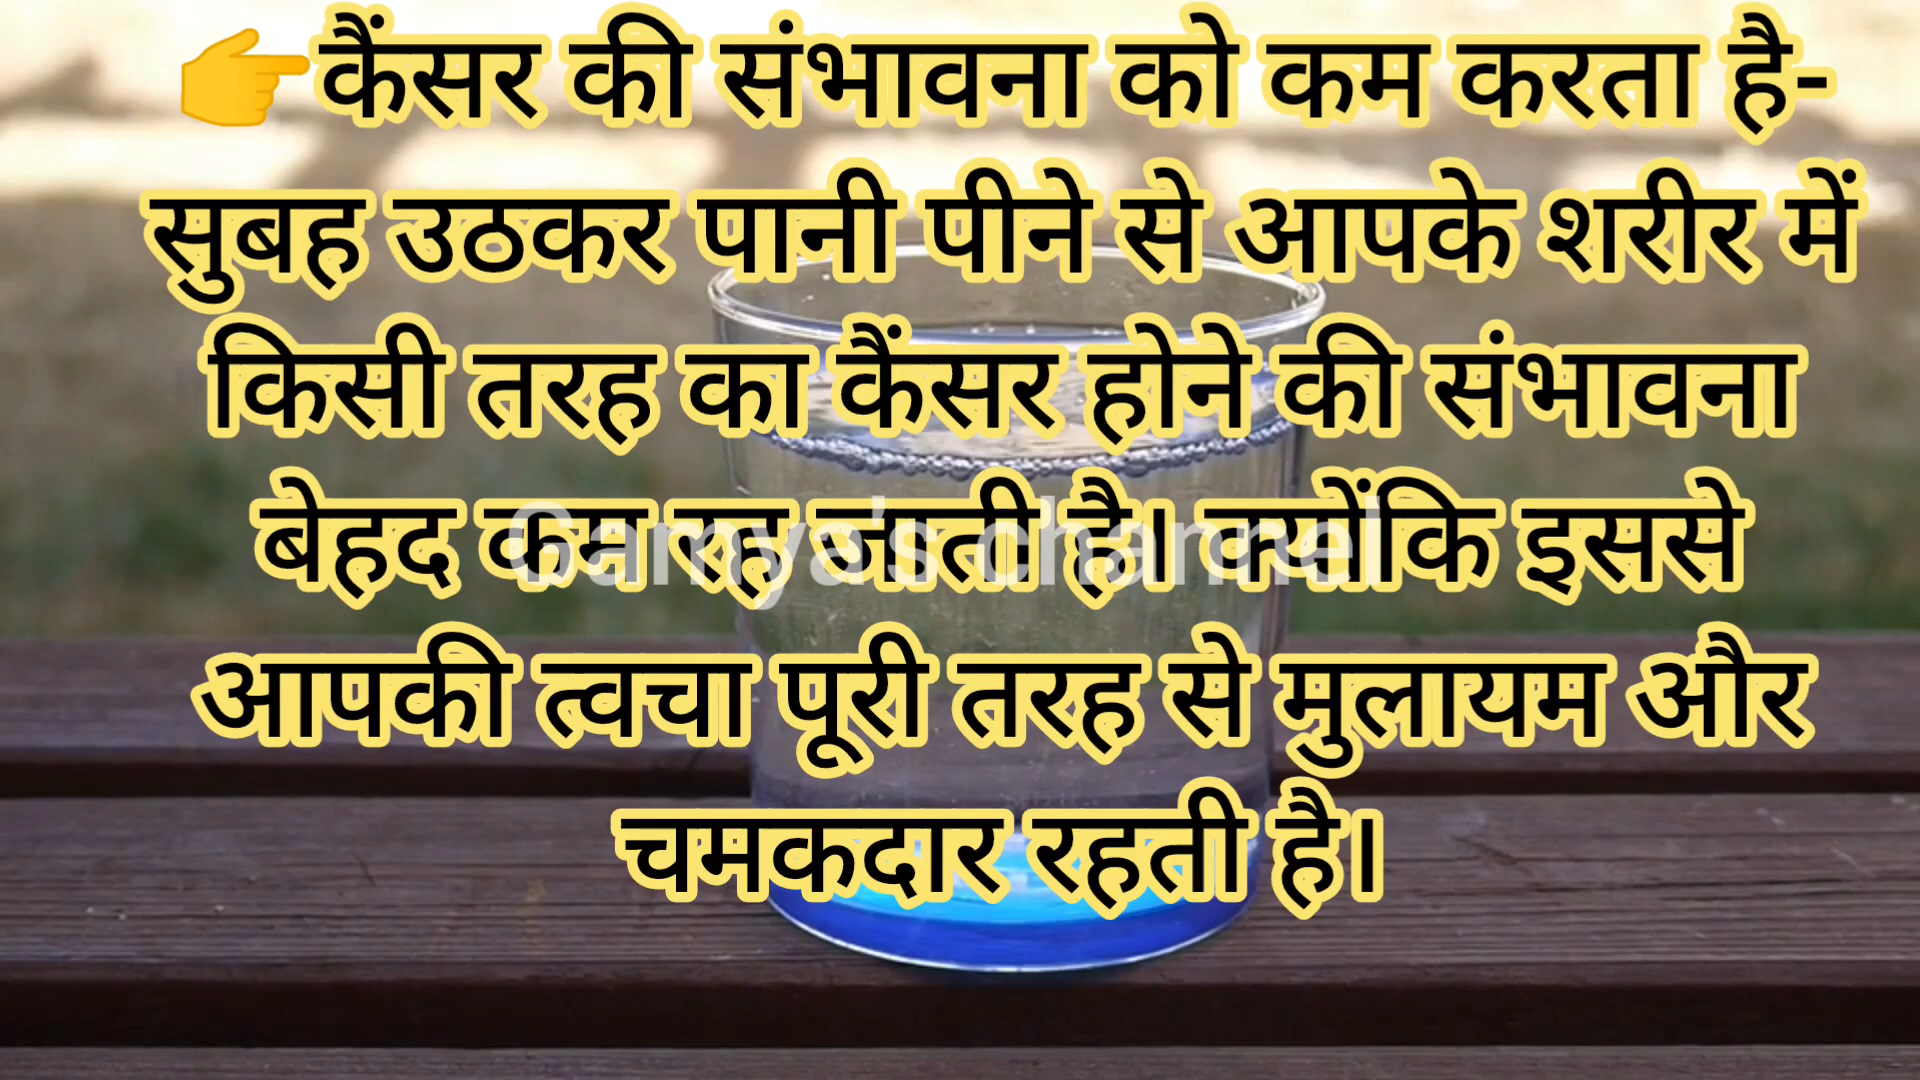 👉कैंसर की संभावना को कम करता है-
सुबह उठकर पानी पीने से आपके शरीर में
किसी तरह का कैंसर होने की संभावना
बेहद कम रह जाती है। क्योंकि इससे
आपकी त्वचा पूरी तरह से मुलायम और
चमकदार रहती है।
channel